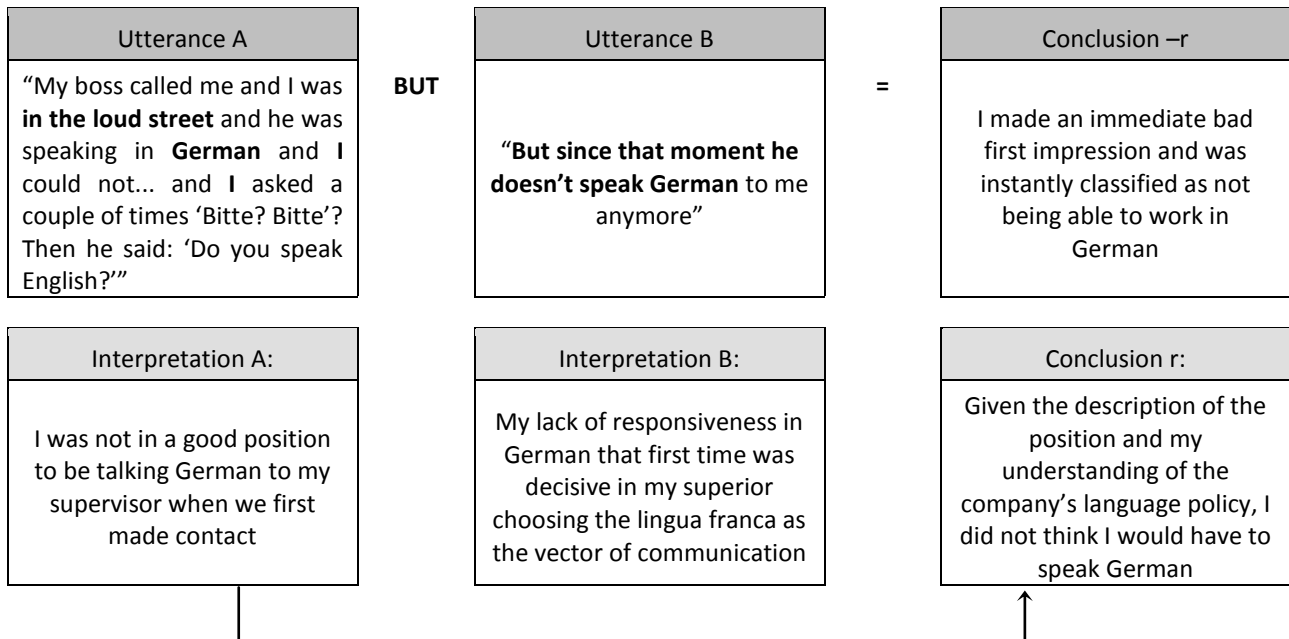 Utterance A
“My boss called me and I was
in the loud street and he was
speaking in German and I
could not... and I asked a
couple of times ‘Bitte? Bitte’?
Then he said: ‘Do you speak
English?’”
BUT
Utterance B
“But since that moment he
doesn’t speak German to me
anymore”
=
Conclusion –r
I made an immediate bad
first impression and was
instantly classified as not
being able to work in
German
Interpretation A:
I was not in a good position
to be talking German to my
supervisor when we first
made contact
Interpretation B:
My lack of responsiveness in
German that first time was
decisive in my superior
choosing the lingua franca as
the vector of communication
Conclusion r:
Given the description of the
position and my
understanding of the
company’s language policy, I
did not think I would have to
speak German